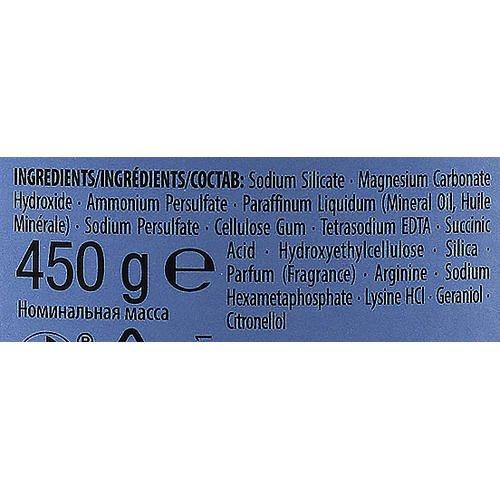 INGREDIENTS/INGRÉDIENTS/СОСТАВ: Sodium Silicate · Magnesium Carbonate
Hydroxide · Ammonium Persulfate · Paraffinum Liquidum (Mineral Oil, Huile
Minérale) · Sodium Persulfate · Cellulose Gum · Tetrasodium EDTA · Succinic
Acid · Hydroxyethylcellulose · Silica ·
Parfum (Fragrance) · Arginine · Sodium
Hexametaphosphate · Lysine HCl · Geraniol ·
Citronellol
450 g ℮
Номинальная масса